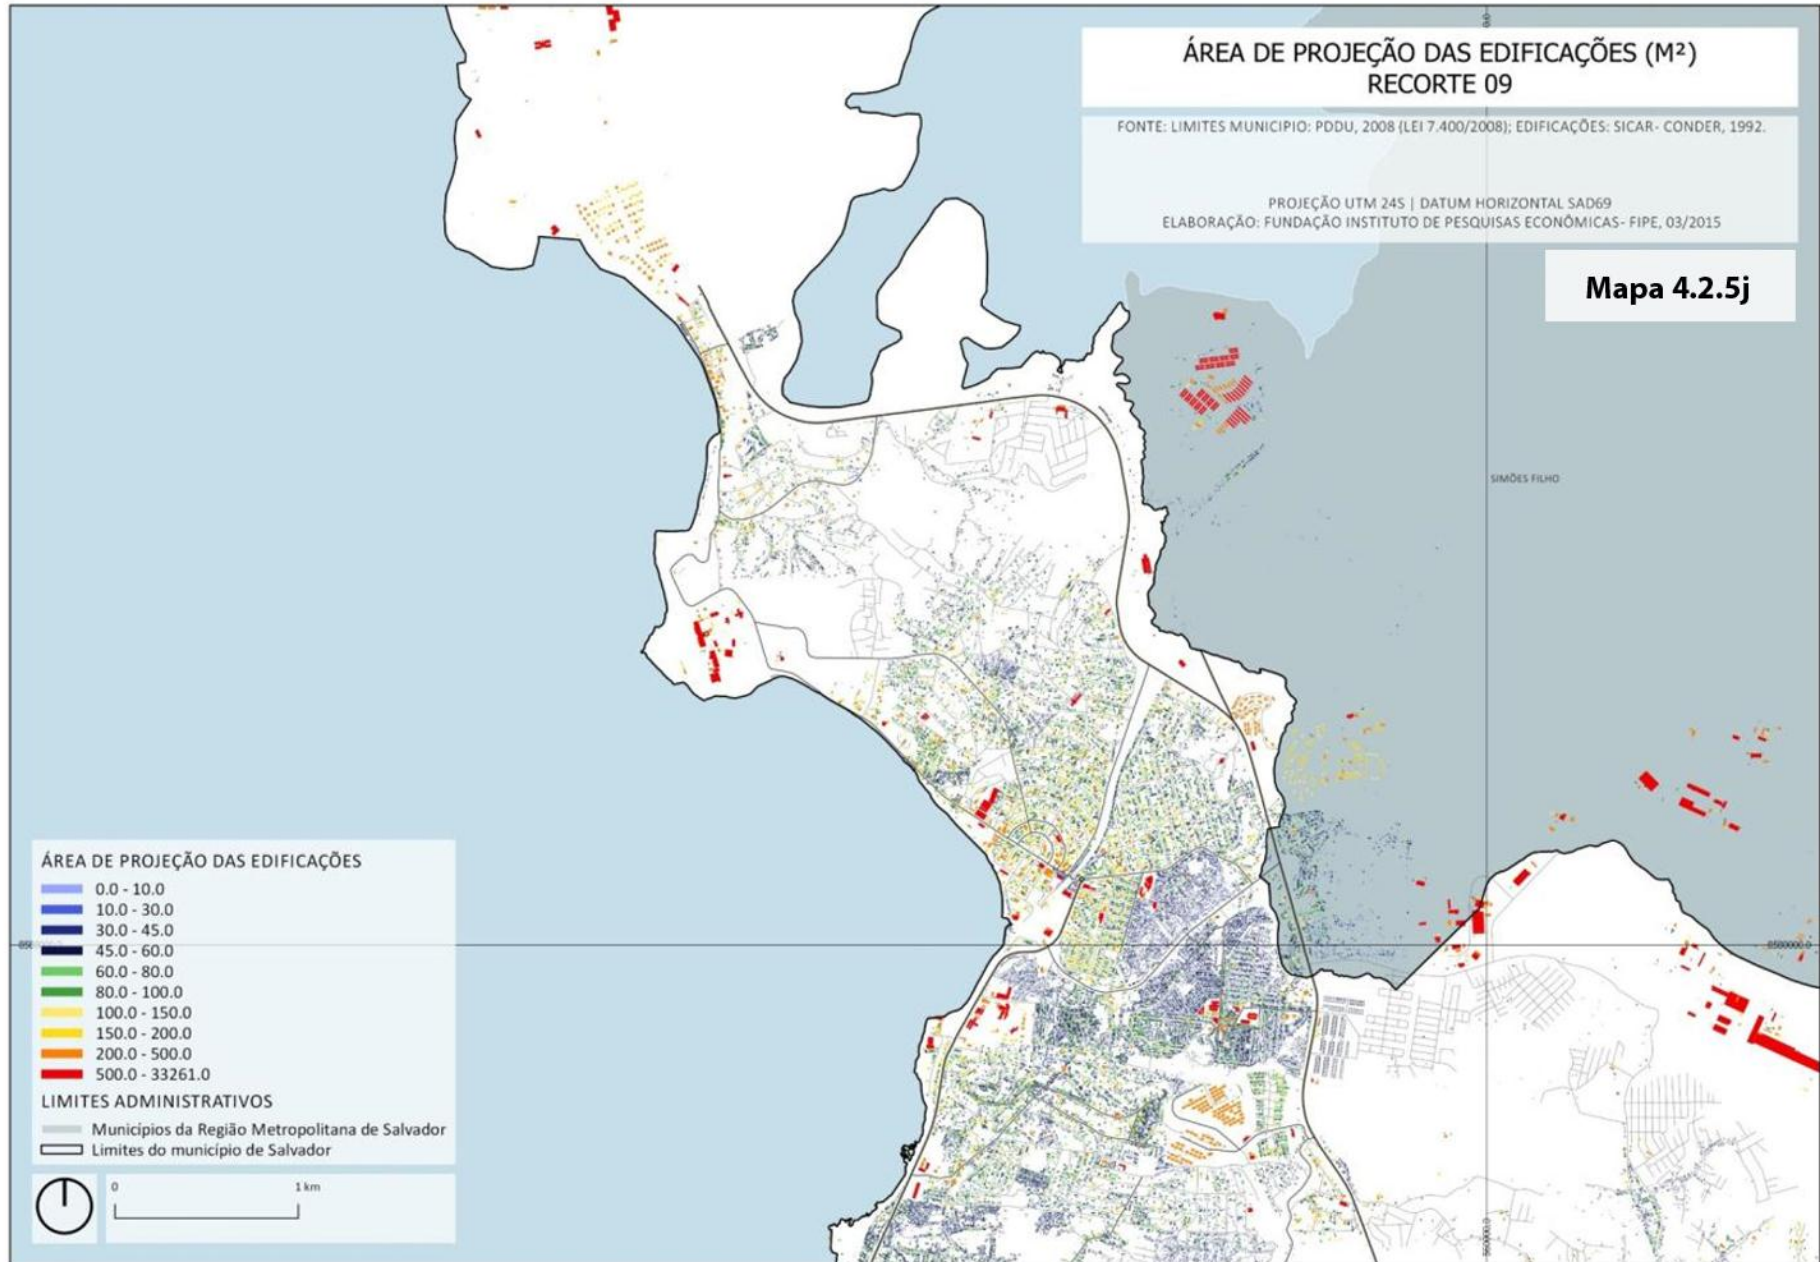 ÁREA DE PROJEÇÃO DAS EDIFICAÇÕES (M²)
RECORTE 09
FONTE: LIMITES MUNICIPIO: PDDU, 2008 (LEI 7.400/2008); EDIFICAÇÕES: SICAR- CONDER, 1992.
PROJEÇÃO UTM 24S | DATUM HORIZONTAL SAD69
ELABORAÇÃO: FUNDAÇÃO INSTITUTO DE PESQUISAS ECONÔMICAS- FIPE, 03/2015
Mapa 4.2.5j
SIMÕES FILHO
ÁREA DE PROJEÇÃO DAS EDIFICAÇÕES
0.0 - 10.0
10.0 - 30.0
30.0 - 45.0
45.0 - 60.0
60.0 - 80.0
80.0 - 100.0
100.0 - 150.0
150.0 - 200.0
200.0 - 500.0
500.0 - 33261.0
LIMITES ADMINISTRATIVOS
Municípios da Região Metropolitana de Salvador
Limites do município de Salvador
0 1 km